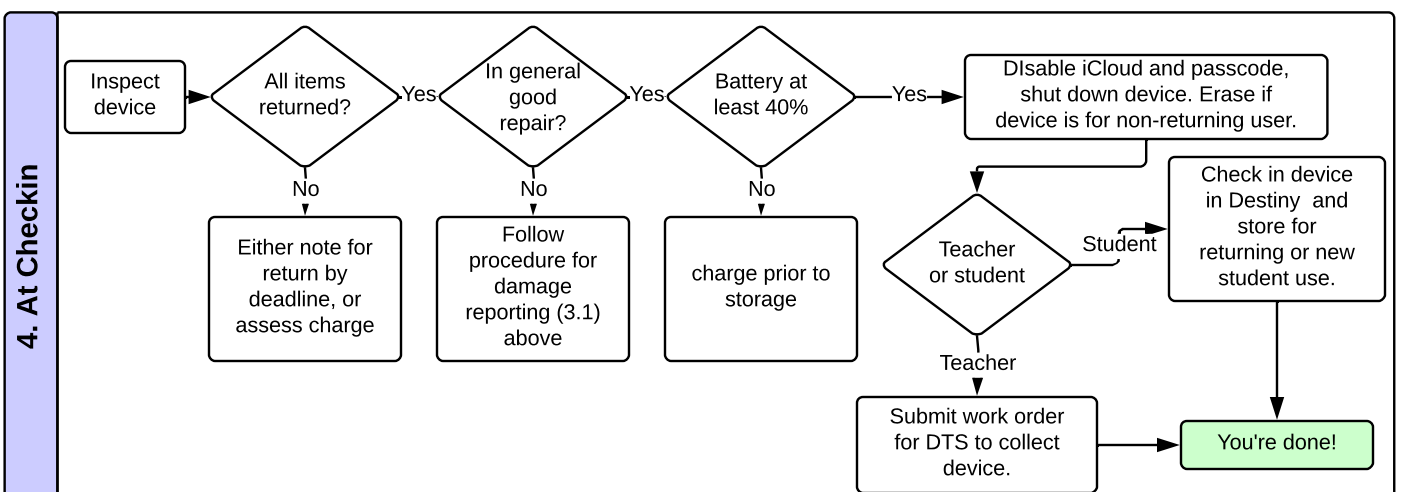 4. At Checkin
Inspect
device
All items
returned?
Yes
In general
good
repair?
Yes
Battery at
least 40%
Yes
DIsable iCloud and passcode,
shut down device. Erase if
device is for non-returning user.
No
Either note for
return by
deadline, or
assess charge
No
Follow
procedure for
damage
reporting (3.1)
above
No
charge prior to
storage
Teacher
or student
Student
Check in device
in Destiny  and
store for
returning or new
student use.
Teacher
Submit work order
for DTS to collect
device.
You're done!